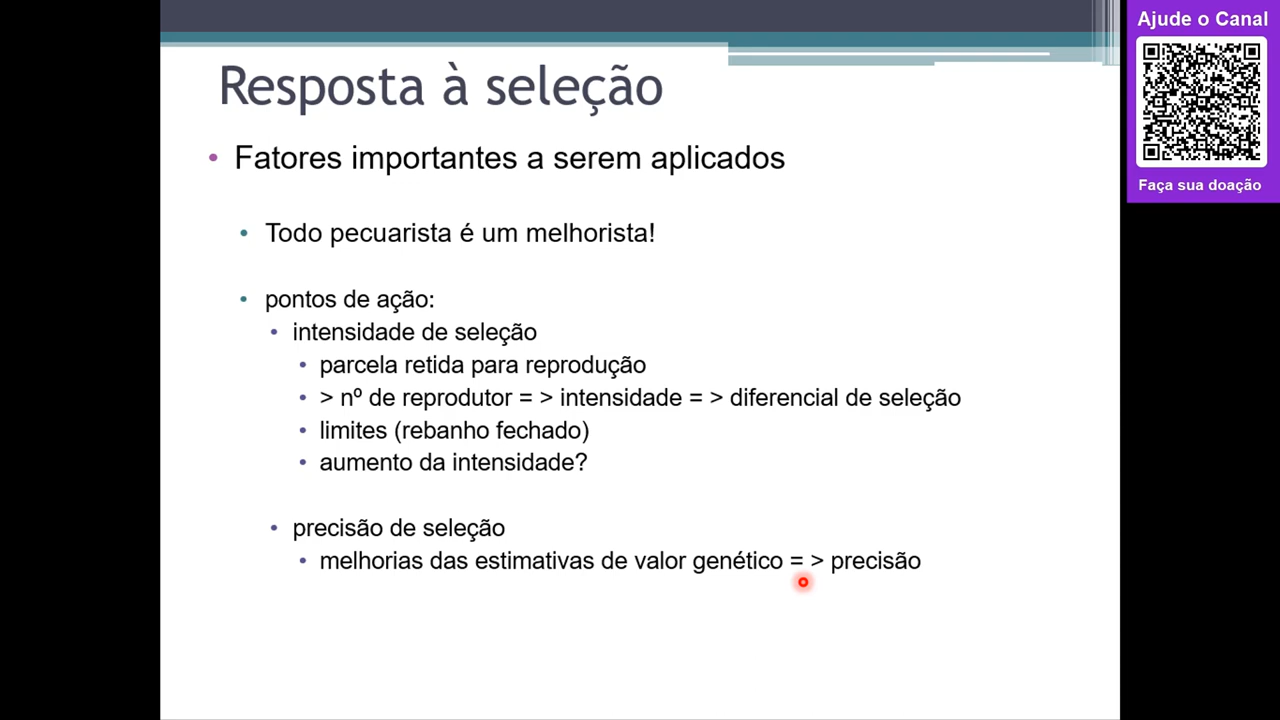 Resposta à seleção
Fatores importantes a serem aplicados
Todo pecuarista é um melhorista!
pontos de ação:
intensidade de seleção
parcela retida para reprodução
> nº de reprodutor = > intensidade = > diferencial de seleção
limites (rebanho fechado)
aumento da intensidade?
precisão de seleção
melhorias das estimativas de valor genético = > precisão
Ajude o Canal
Faça sua doação